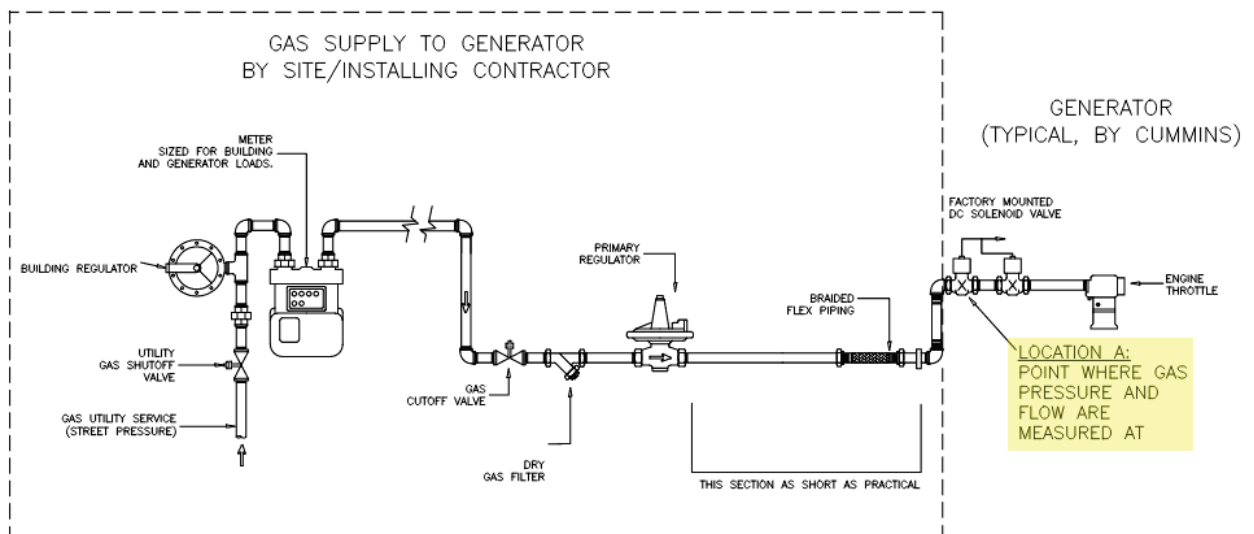 GAS SUPPLY TO GENERATOR
BY SITE/INSTALLING CONTRACTOR
GENERATOR
(TYPICAL, BY CUMMINS)
METER
SIZED FOR BUILDING
AND GENERATOR LOADS.
FACTORY MOUNTED
DC SOLENOID VALVE
BUILDING REGULATOR
PRIMARY
REGULATOR
ENGINE
THROTTLE
BRAIDED
FLEX PIPING
UTILITY
GAS SHUTOFF
VALVE
GAS
CUTOFF VALVE
LOCATION A:
POINT WHERE GAS
PRESSURE AND
FLOW ARE
MEASURED AT
GAS UTILITY SERVICE
(STREET PRESSURE)
DRY
GAS FILTER
THIS SECTION AS SHORT AS PRACTICAL